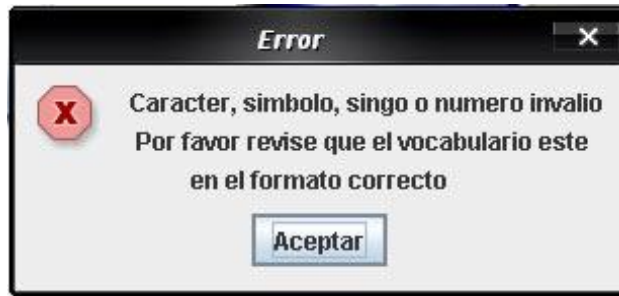 Error
Caracter, simbolo, singo o numero invalio
Por favor revise que el vocabulario este
en el formato correcto
Aceptar